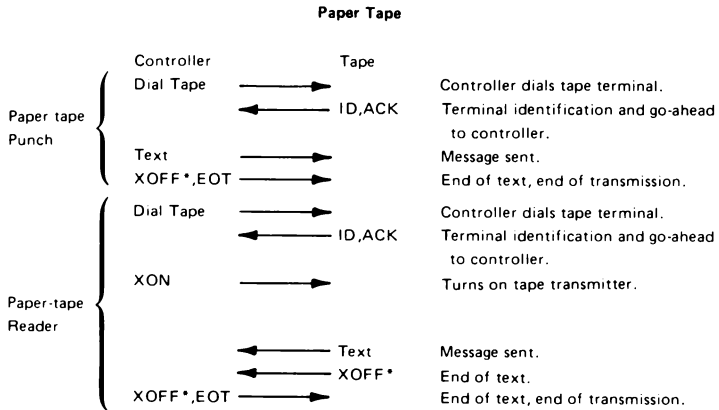 Paper Tape
Controller Tape
Dial Tape Controller dials tape terminal.
ID,ACK Terminal identification and go-ahead
to controller.
Paper tape
Punch
Text Message sent.
XOFF*,EOT End of text, end of transmission.
Dial Tape Controller dials tape terminal.
ID,ACK Terminal identification and go-ahead
to controller.
XON Turns on tape transmitter.
Paper-tape
Reader
Text Message sent.
XOFF* End of text.
XOFF*,EOT End of text, end of transmission.